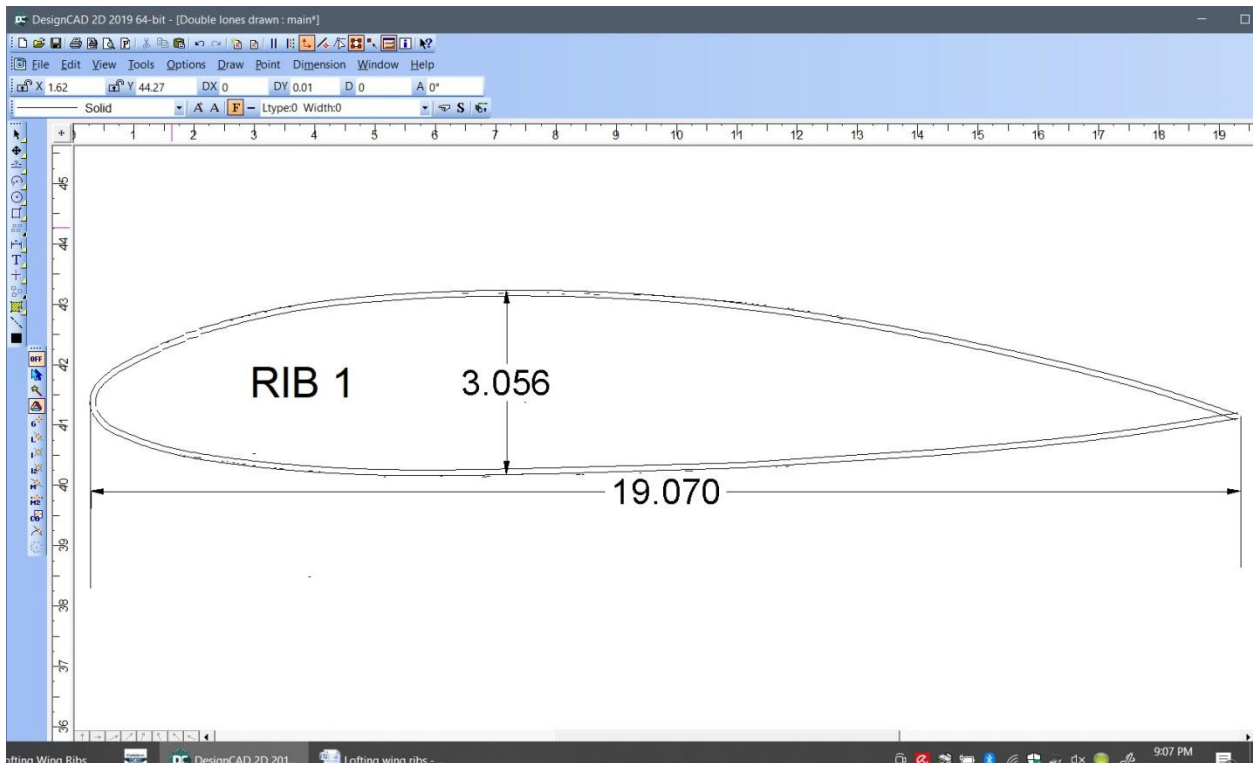 DesignCAD 2D 2019 64-bit - [Double lones drawn : main*]
File Edit View Tools Options Draw Point Dimension Window Help
X 1.62 Y 44.27 DX 0 DY 0.01 D 0 A 0°
Solid Ltype:0 Width:0
1 2 3 4 5 6 7 8 9 10 11 12 13 14 15 16 17 18 19
45
44
43
42
41
40
39
38
37
36
OFF
RIB 1
3.056
19.070
ofting Wing Ribs
DesignCAD 2D 201...
Lofting wing ribs - ...
9:07 PM